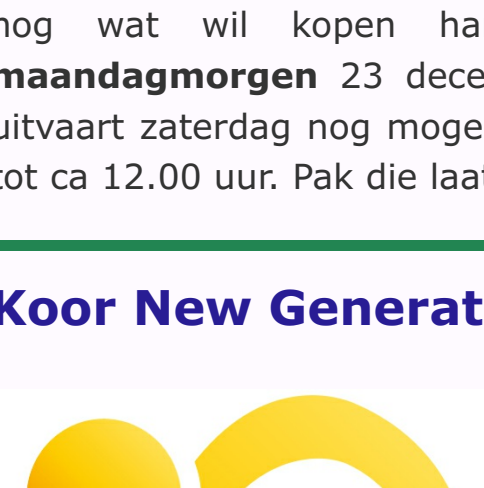 nog wat wil kopen ha
maandagmorgen 23 dece
uitvaart zaterdag nog moge
tot ca 12.00 uur. Pak die laat
Koor New Generat